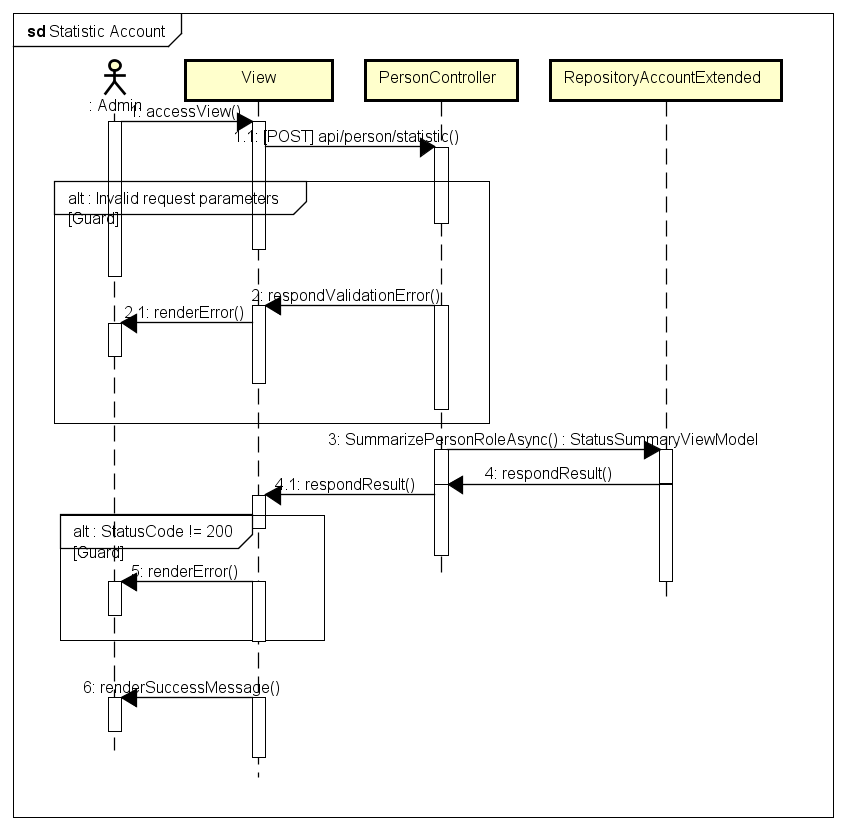 sd Statistic Account
View
PersonController
RepositoryAccountExtended
: Admin
1: accessView()
1.1: [POST] api/person/statistic()
alt : Invalid request parameters
[Guard]
2: respondValidationError()
2.1: renderError()
3: SummarizePersonRoleAsync() : StatusSummaryViewModel
4: respondResult()
4.1: respondResult()
alt : StatusCode != 200
[Guard]
5: renderError()
6: renderSuccessMessage()